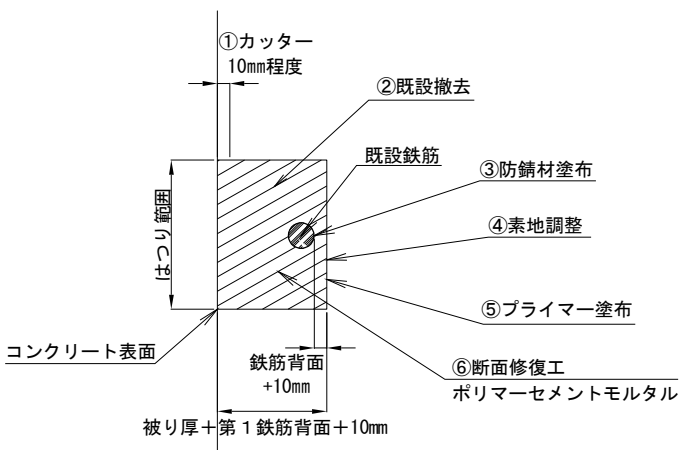 ①カッター
10㎜程度
②既設撤去
既設鉄筋
③防錆材塗布
はつり範囲
④素地調整
⑤プライマー塗布
コンクリート表面
鉄筋背面
+10㎜
⑥断面修復工
ポリマーセメントモルタル
被り厚＋第１鉄筋背面＋10㎜